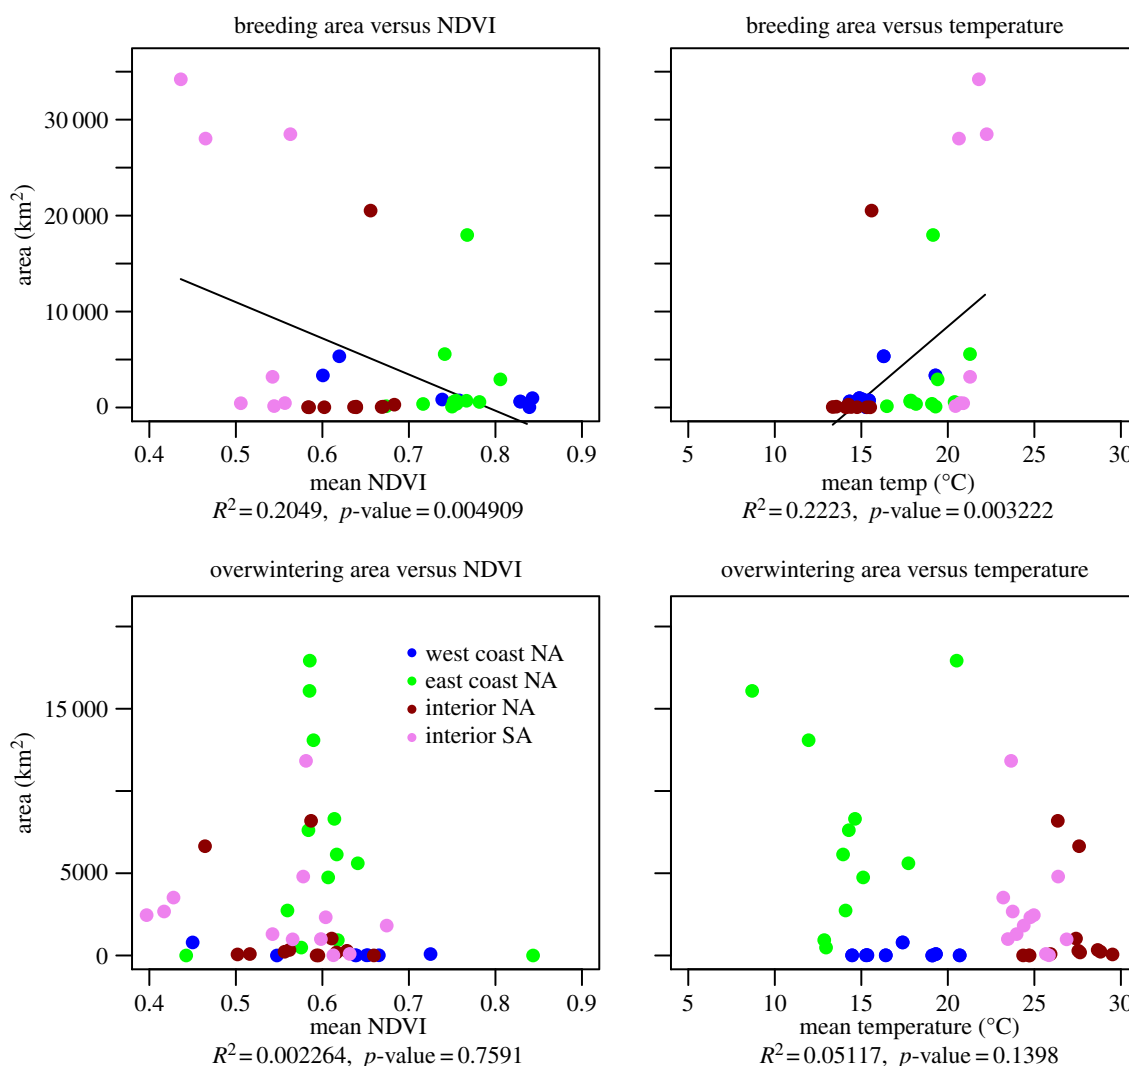 breeding area versus NDVI
breeding area versus temperature
area (km²)
30 000
20 000
10 000
0
0.4 0.5 0.6 0.7 0.8 0.9
mean NDVI
R² = 0.2049, p-value = 0.004909
5 10 15 20 25 30
mean temp (°C)
R² = 0.2223, p-value = 0.003222
overwintering area versus NDVI
overwintering area versus temperature
area (km²)
15 000
5000
0
west coast NA
east coast NA
interior NA
interior SA
0.4 0.5 0.6 0.7 0.8 0.9
mean NDVI
R² = 0.002264, p-value = 0.7591
5 10 15 20 25 30
mean temperature (°C)
R² = 0.05117, p-value = 0.1398